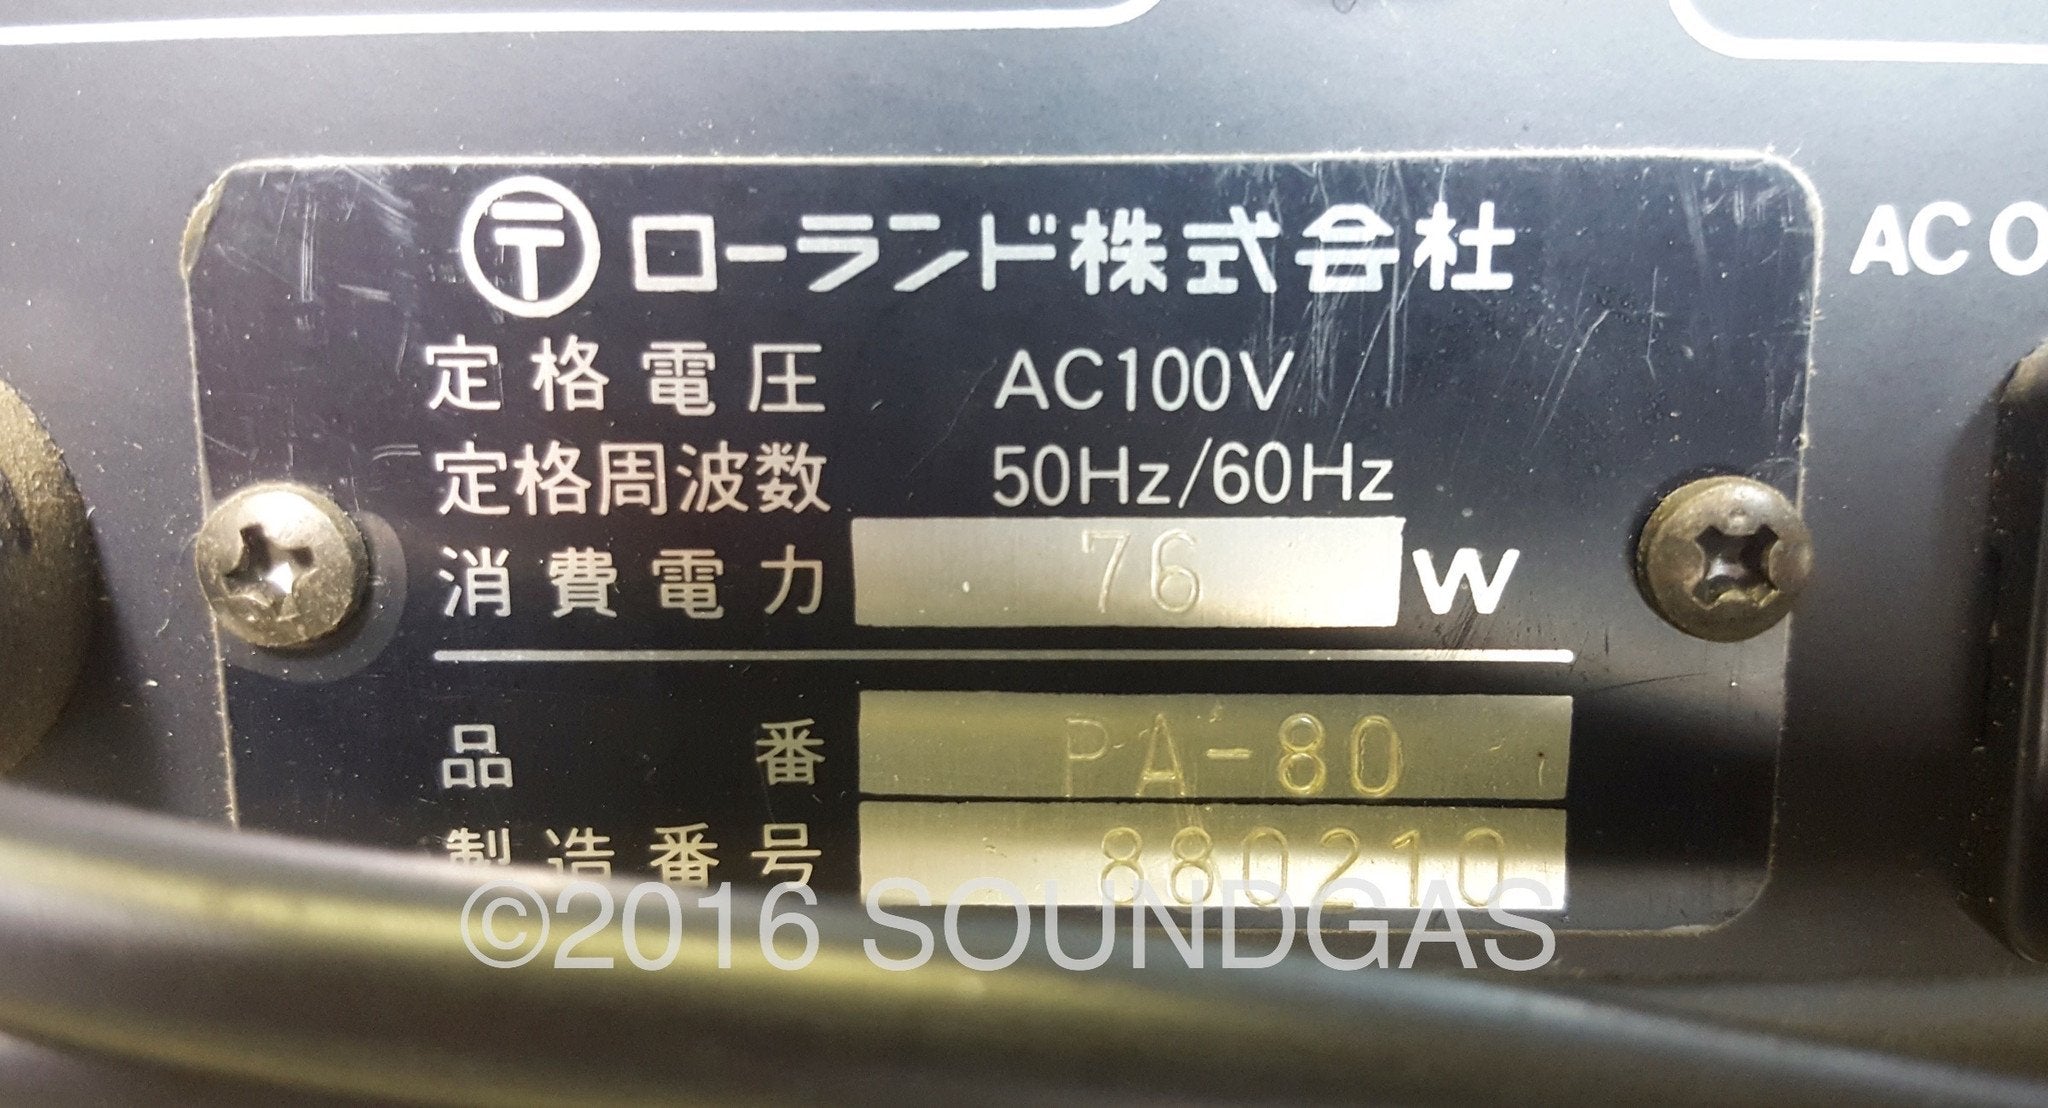 〒 ローランド株式会社
AC O
定格電圧 AC100V
定格周波数 50Hz/60Hz
消費電力 76 W
品番 PA-80
製造番号 880210
©2016 SOUNDGAS